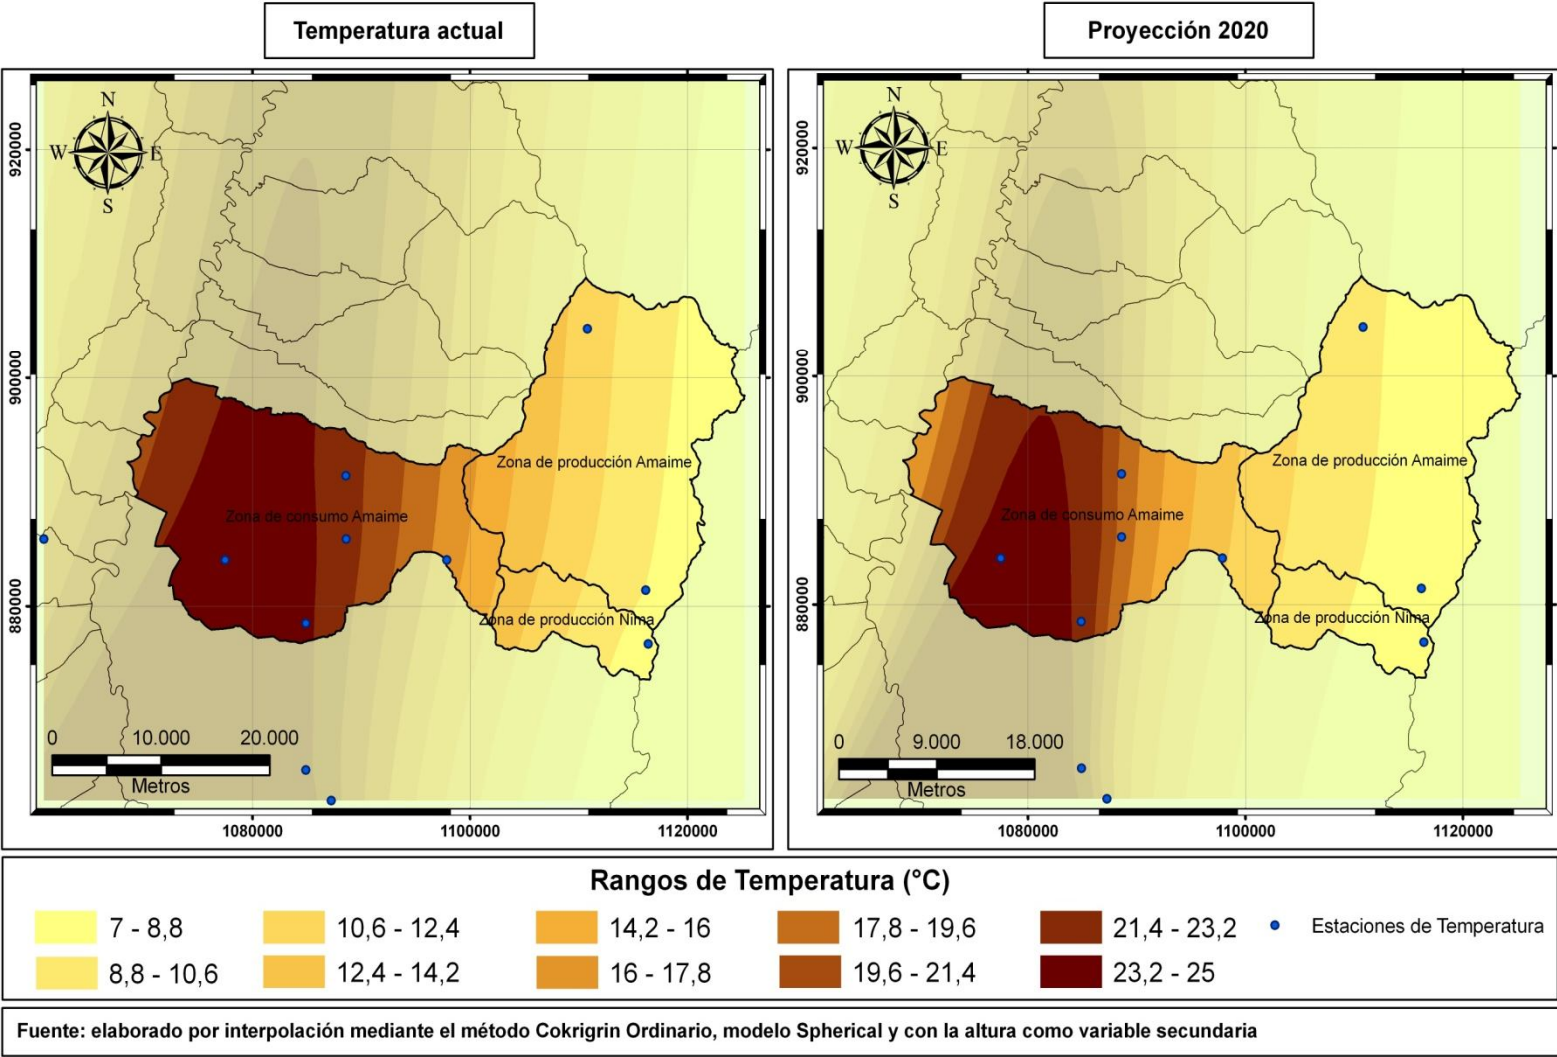 Temperatura actual
Proyección 2020
N
W E
S
920000
900000
880000
Zona de producción Amaime
Zona de consumo Amaime
Zona de producción Nima
0 10.000 20.000
Metros
1080000 1100000 1120000
N
W E
S
920000
900000
880000
Zona de producción Amaime
Zona de consumo Amaime
Zona de producción Nima
0 9.000 18.000
Metros
1080000 1100000 1120000
Rangos de Temperatura (°C)
7 - 8,8 10,6 - 12,4 14,2 - 16 17,8 - 19,6 21,4 - 23,2 Estaciones de Temperatura
8,8 - 10,6 12,4 - 14,2 16 - 17,8 19,6 - 21,4 23,2 - 25
Fuente: elaborado por interpolación mediante el método Cokrigrin Ordinario, modelo Spherical y con la altura como variable secundaria